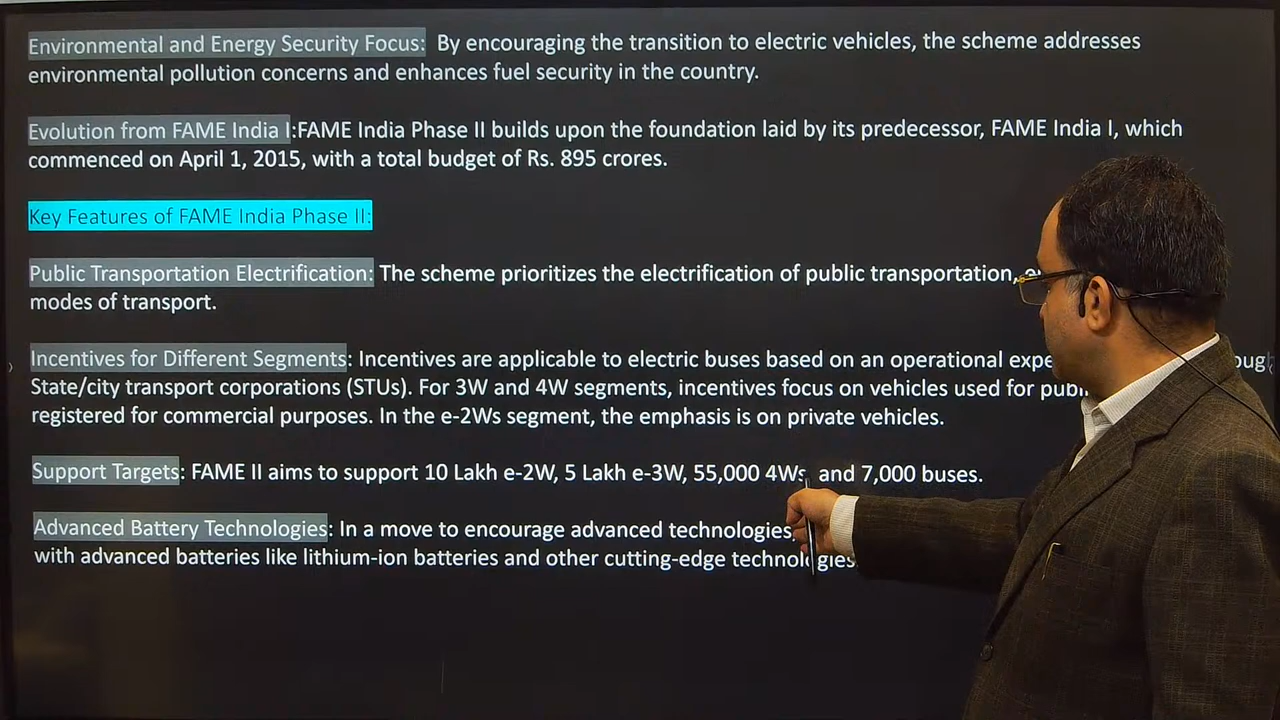 Environmental and Energy Security Focus: By encouraging the transition to electric vehicles, the scheme addresses
environmental pollution concerns and enhances fuel security in the country.
Evolution from FAME India I:FAME India Phase II builds upon the foundation laid by its predecessor, FAME India I, which
commenced on April 1, 2015, with a total budget of Rs. 895 crores.
Key Features of FAME India Phase II:
Public Transportation Electrification: The scheme prioritizes the electrification of public transportation,
modes of transport.
Incentives for Different Segments: Incentives are applicable to electric buses based on an operational
State/city transport corporations (STUs). For 3W and 4W segments, incentives focus on vehicles used for
registered for commercial purposes. In the e-2Ws segment, the emphasis is on private vehicles.
Support Targets: FAME II aims to support 10 Lakh e-2W, 5 Lakh e-3W, 55,000 4Ws and 7,000 buses.
Advanced Battery Technologies: In a move to encourage advanced technologies,
with advanced batteries like lithium-ion batteries and other cutting-edge technologies